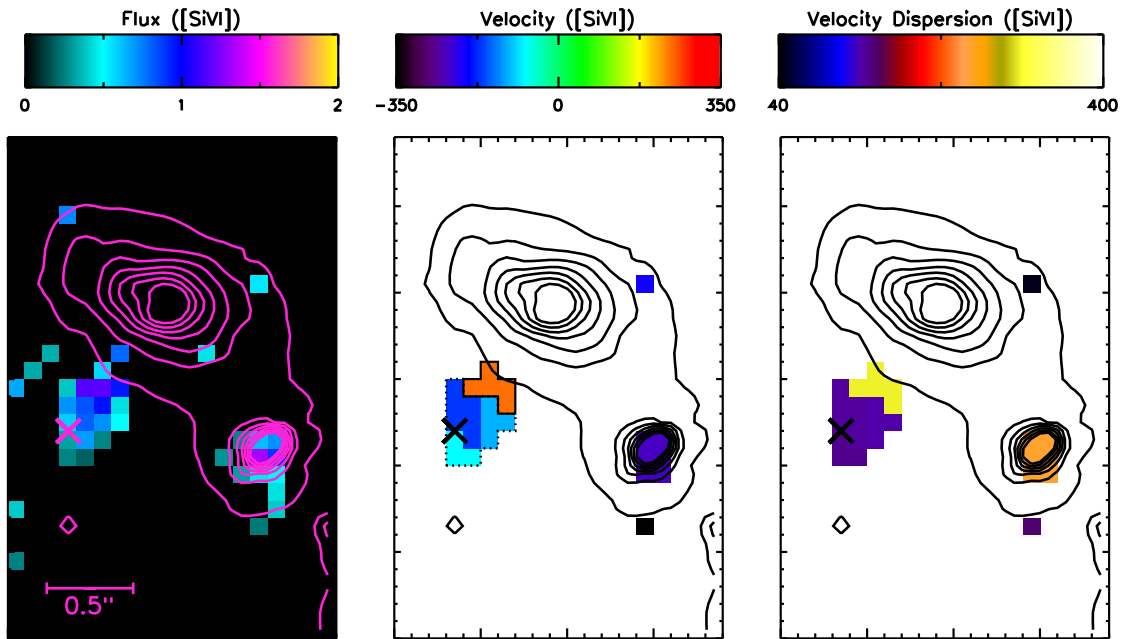 Flux ([SiVI])
Velocity ([SiVI])
Velocity Dispersion ([SiVI])
0 1 2
−350 0 350
40 400
0.5"